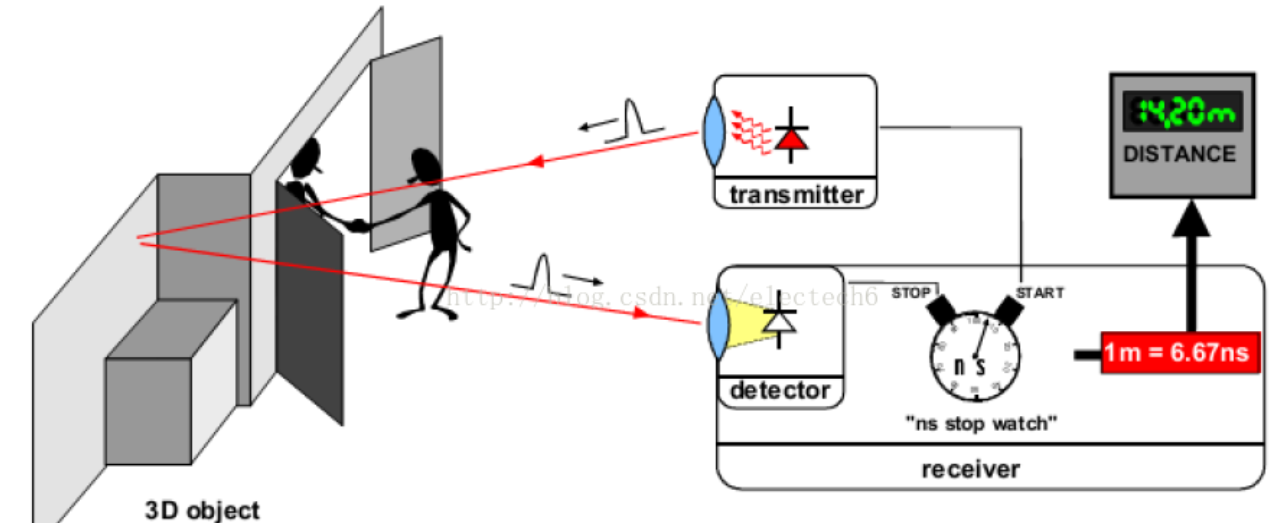 14,20m
DISTANCE
transmitter
http://blog.csdn.net/electech6
STOP
START
1m = 6.67ns
n s
detector
"ns stop watch"
receiver
3D object